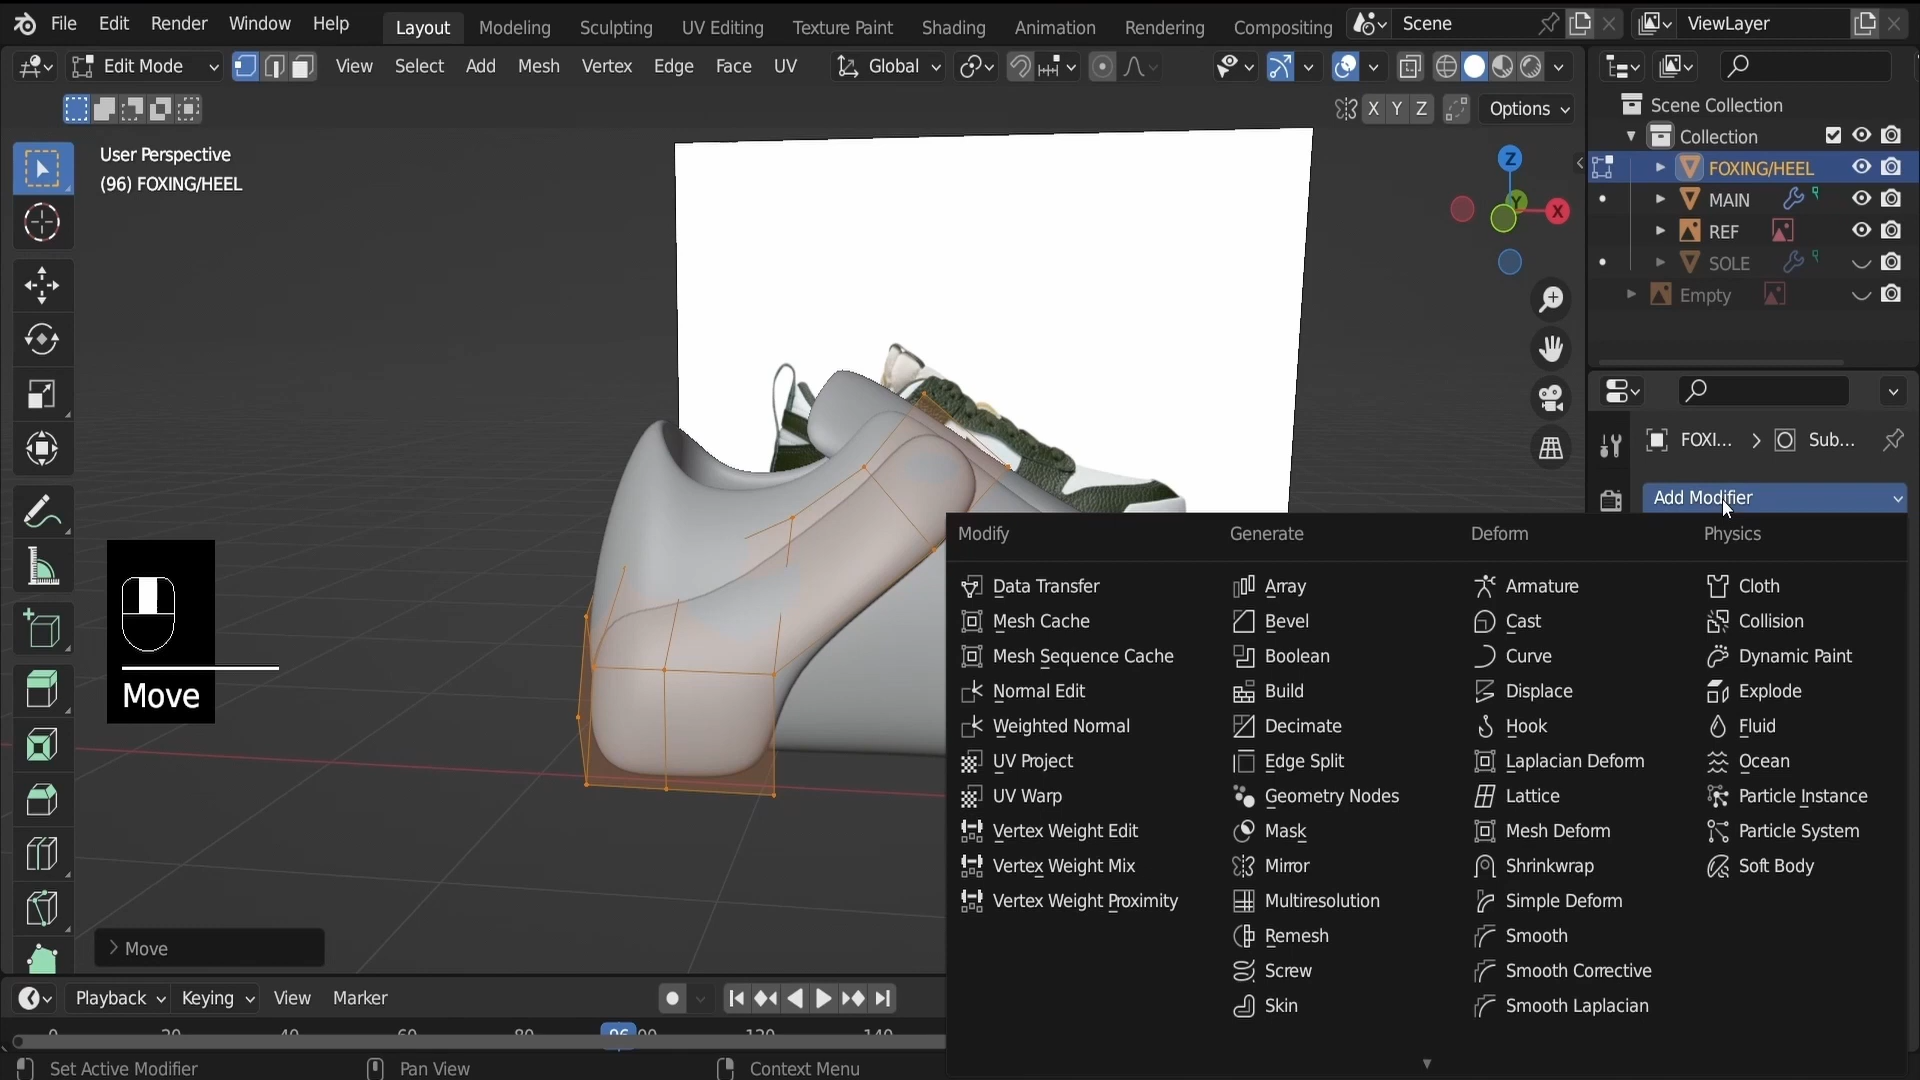 File Edit Render Window Help Layout Modeling Sculpting UV Editing Texture Paint Shading Animation Rendering Compositing Scene ViewLayer
Edit Mode View Select Add Mesh Vertex Edge Face UV Global
X Y Z Options
Scene Collection
Collection
FOXING/HEEL
MAIN
REF
SOLE
Empty
User Perspective
(96) FOXING/HEEL
Z
Y
X
FOXI... Sub...
Add Modifier
Modify Generate Deform Physics
Data Transfer Array Armature Cloth
Mesh Cache Bevel Cast Collision
Mesh Sequence Cache Boolean Curve Dynamic Paint
Normal Edit Build Displace Explode
Weighted Normal Decimate Hook Fluid
UV Project Edge Split Laplacian Deform Ocean
UV Warp Geometry Nodes Lattice Particle Instance
Vertex Weight Edit Mask Mesh Deform Particle System
Vertex Weight Mix Mirror Shrinkwrap Soft Body
Vertex Weight Proximity Multiresolution Simple Deform
Remesh Smooth
Screw Smooth Corrective
Skin Smooth Laplacian
Move
Move
Playback Keying View Marker
0 20 40 60 80 96 00 120 140
Set Active Modifier Pan View Context Menu